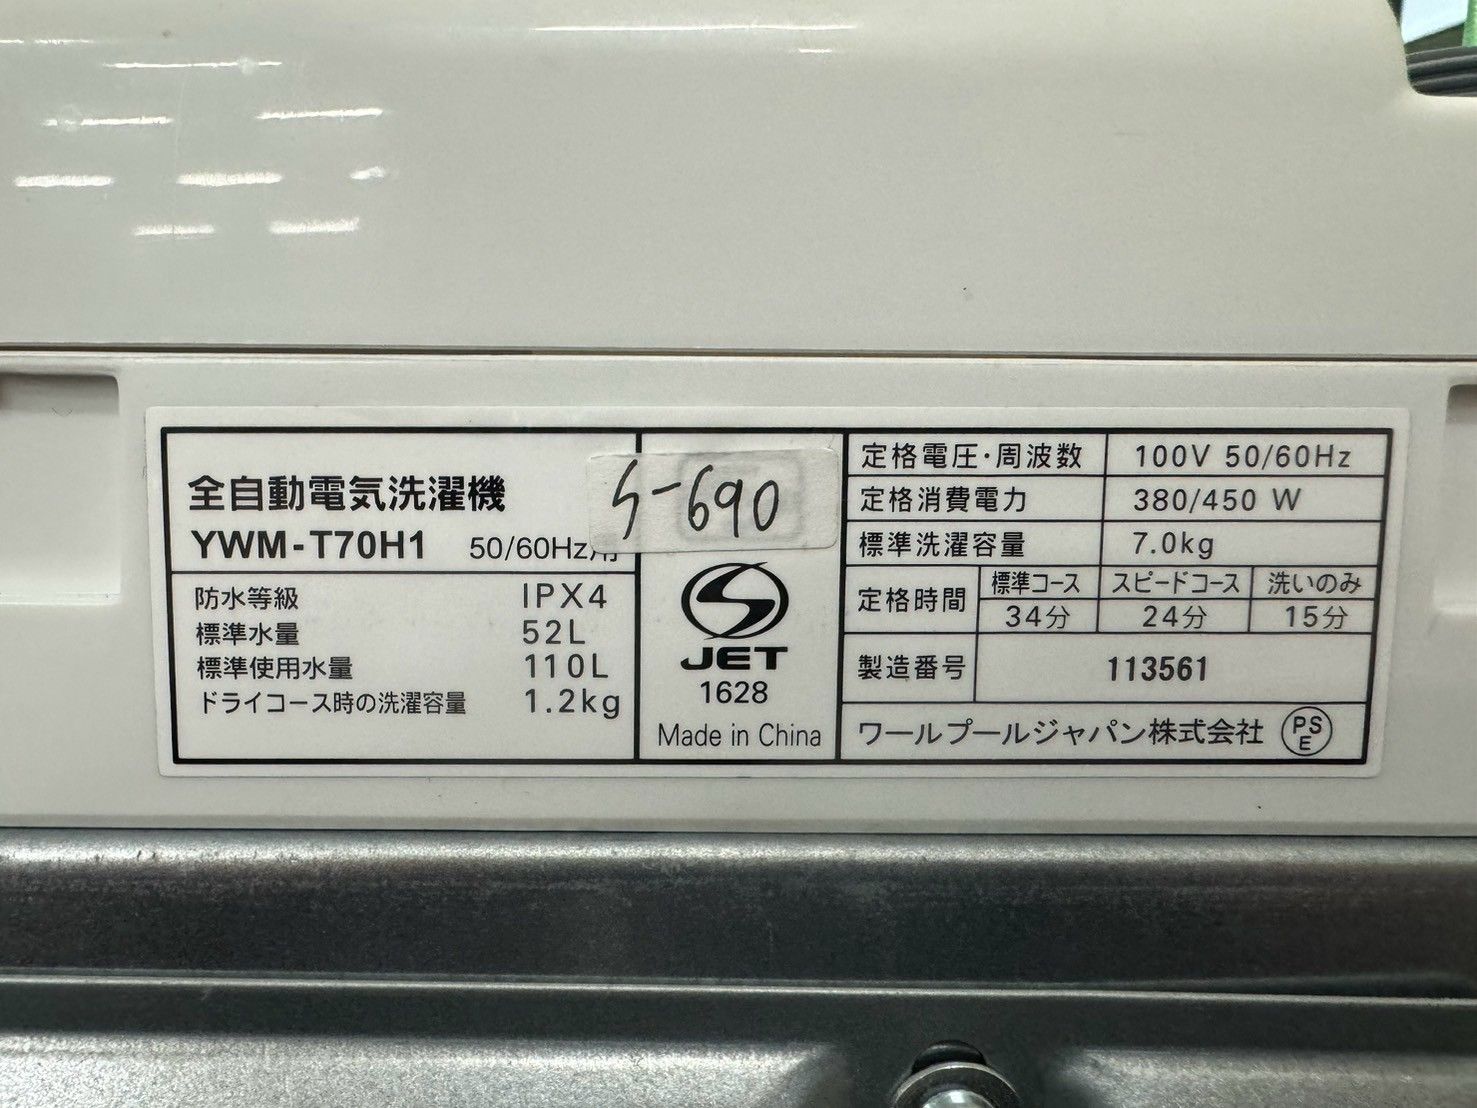 全自動電気洗濯機
YWM-T70H1 50/60Hz用
防水等級 IPX4
標準水量 52L
標準使用水量 110L
ドライコース時の洗濯容量 1.2kg
S-690
JET
1628
Made in China
定格電圧・周波数 100V 50/60Hz
定格消費電力 380/450 W
標準洗濯容量 7.0kg
定格時間 標準コース スピードコース 洗いのみ
34分 24分 15分
製造番号 113561
ワールプールジャパン株式会社 PSE